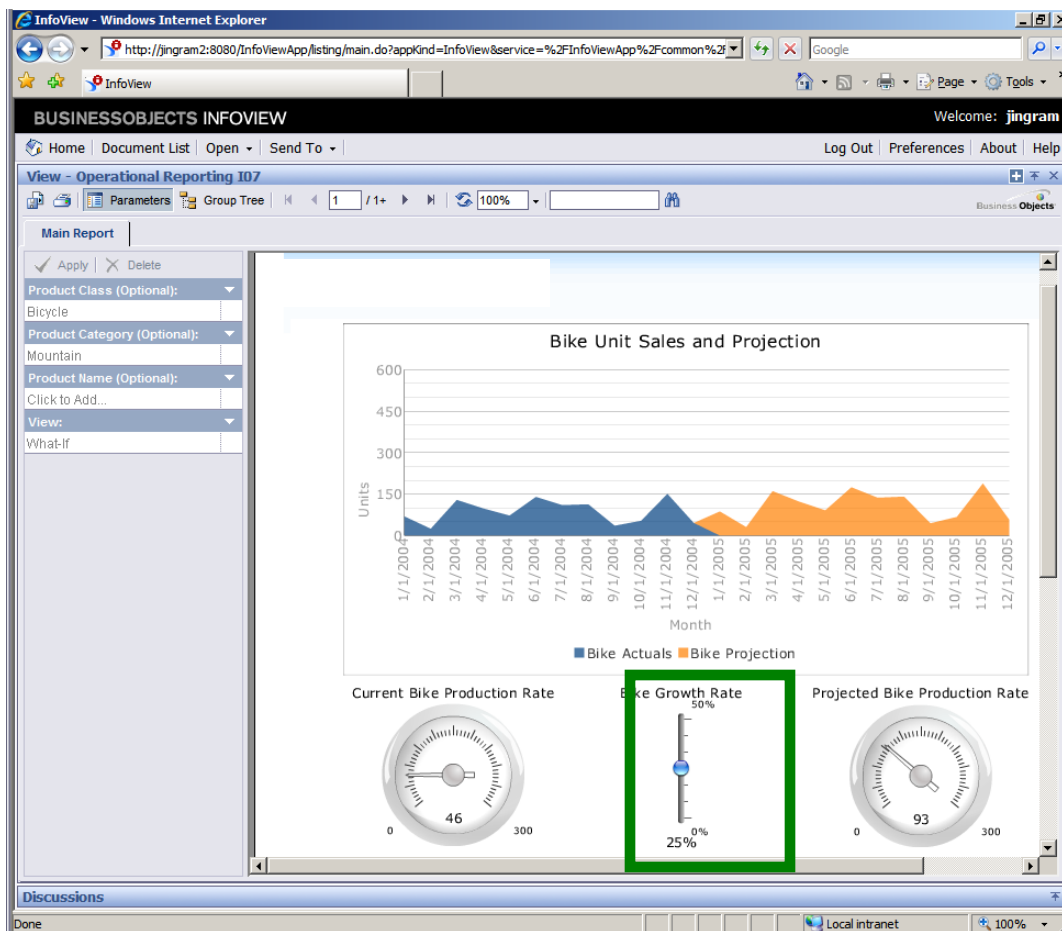 InfoView - Windows Internet Explorer
http://jingram2:8080/InfoViewApp/listing/main.do?appKind=InfoView&service=%2FInfoViewApp%2Fcommon%2F
Google
InfoView
Page
Tools
BUSINESSOBJECTS INFOVIEW
Welcome: jingram
Home
Document List
Open
Send To
Log Out
Preferences
About
Help
View - Operational Reporting I07
Parameters
Group Tree
1
/ 1+
100%
Business Objects
Main Report
Apply
Delete
Product Class (Optional):
Bicycle
Product Category (Optional):
Mountain
Product Name (Optional):
Click to Add...
View:
What-If
Bike Unit Sales and Projection
600
450
300
150
0
Units
1/1/2004
2/1/2004
3/1/2004
4/1/2004
5/1/2004
6/1/2004
7/1/2004
8/1/2004
9/1/2004
10/1/2004
11/1/2004
12/1/2004
1/1/2005
2/1/2005
3/1/2005
4/1/2005
5/1/2005
6/1/2005
7/1/2005
8/1/2005
9/1/2005
10/1/2005
11/1/2005
12/1/2005
Month
Bike Actuals
Bike Projection
Current Bike Production Rate
46
0
300
Bike Growth Rate
50%
0%
25%
Projected Bike Production Rate
93
0
300
Discussions
Done
Local intranet
100%